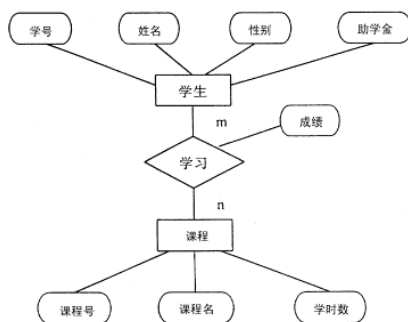 学号 姓名 性别 助学金
学生
m
成绩
学习
n
课程
课程号 课程名 学时数